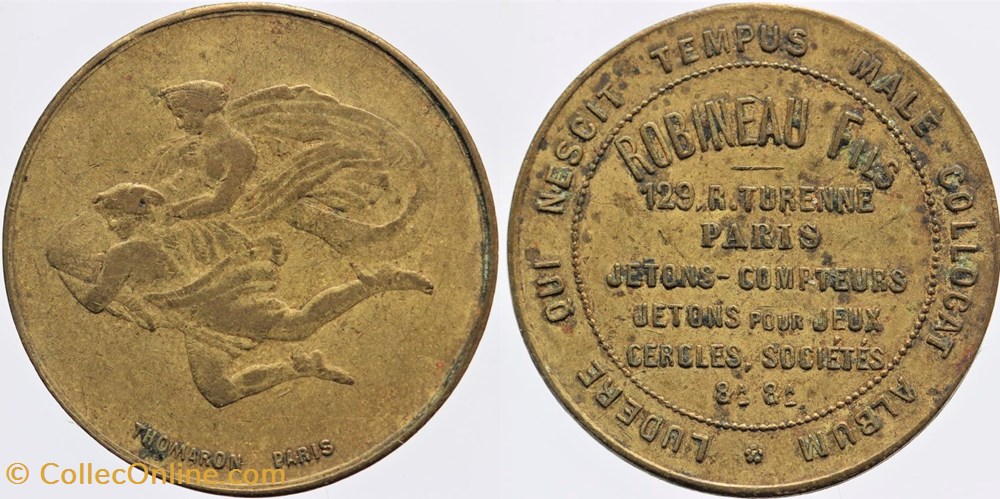 THOMARON PARIS
© CollecOnline.com
LUDERE QUI NESCIT TEMPUS MALE COLLOCAT ALBUM
ROBINEAU FILS
129. R. TURENNE
PARIS
JETONS-COMPTEURS
JETONS POUR JEUX
CERCLES, SOCIÉTÉS